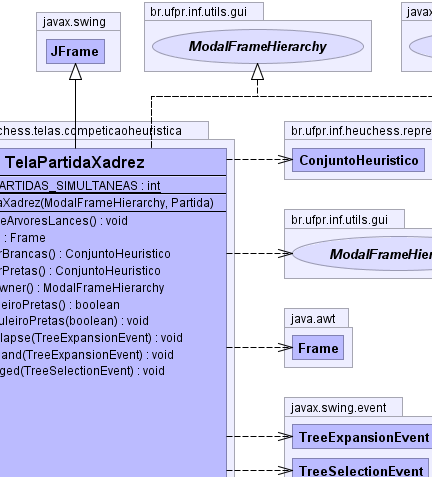 javax.swing
JFrame
br.ufpr.inf.utils.gui
ModalFrameHierarchy
javax
chess.telas.competicaoheuristica
TelaPartidaXadrez
ARTIDAS_SIMULTANEAS : int
aXadrez(ModalFrameHierarchy, Partida)
eArvoresLances() : void
: Frame
rBrancas() : ConjuntoHeuristico
rPretas() : ConjuntoHeuristico
wner() : ModalFrameHierarchy
eiroPretas() : boolean
uleiroPretas(boolean) : void
lapse(TreeExpansionEvent) : void
and(TreeExpansionEvent) : void
ged(TreeSelectionEvent) : void
br.ufpr.inf.heuchess.repre
ConjuntoHeuristico
br.ufpr.inf.utils.gui
ModalFrameHier
java.awt
Frame
javax.swing.event
TreeExpansionEvent
TreeSelectionEvent